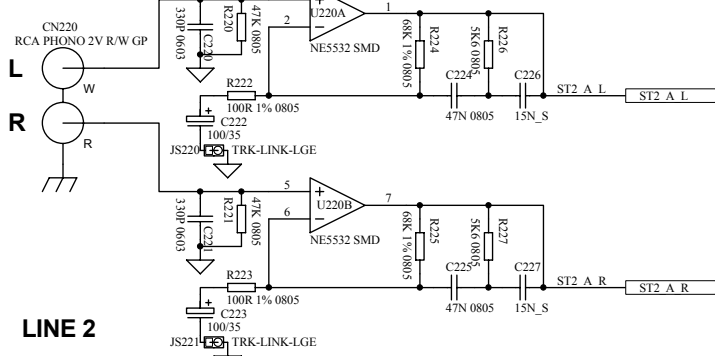 CN220
RCA PHONO 2V R/W GP
L
W
R
R
330P 0603
C220
R220
47K 0805
2
U220A
1
NE5532 SMD
68K 1% 0805
R224
5K6 0805
R226
R222
100R 1% 0805
C224
47N 0805
C226
15N_S
ST2 A L
ST2 A L
C222
100/35
JS220
TRK-LINK-LGE
330P 0603
C221
R221
47K 0805
5
6
U220B
7
NE5532 SMD
68K 1% 0805
R225
5K6 0805
R227
R223
100R 1% 0805
C225
47N 0805
C227
15N_S
ST2 A R
ST2 A R
C223
100/35
JS221
TRK-LINK-LGE
LINE 2